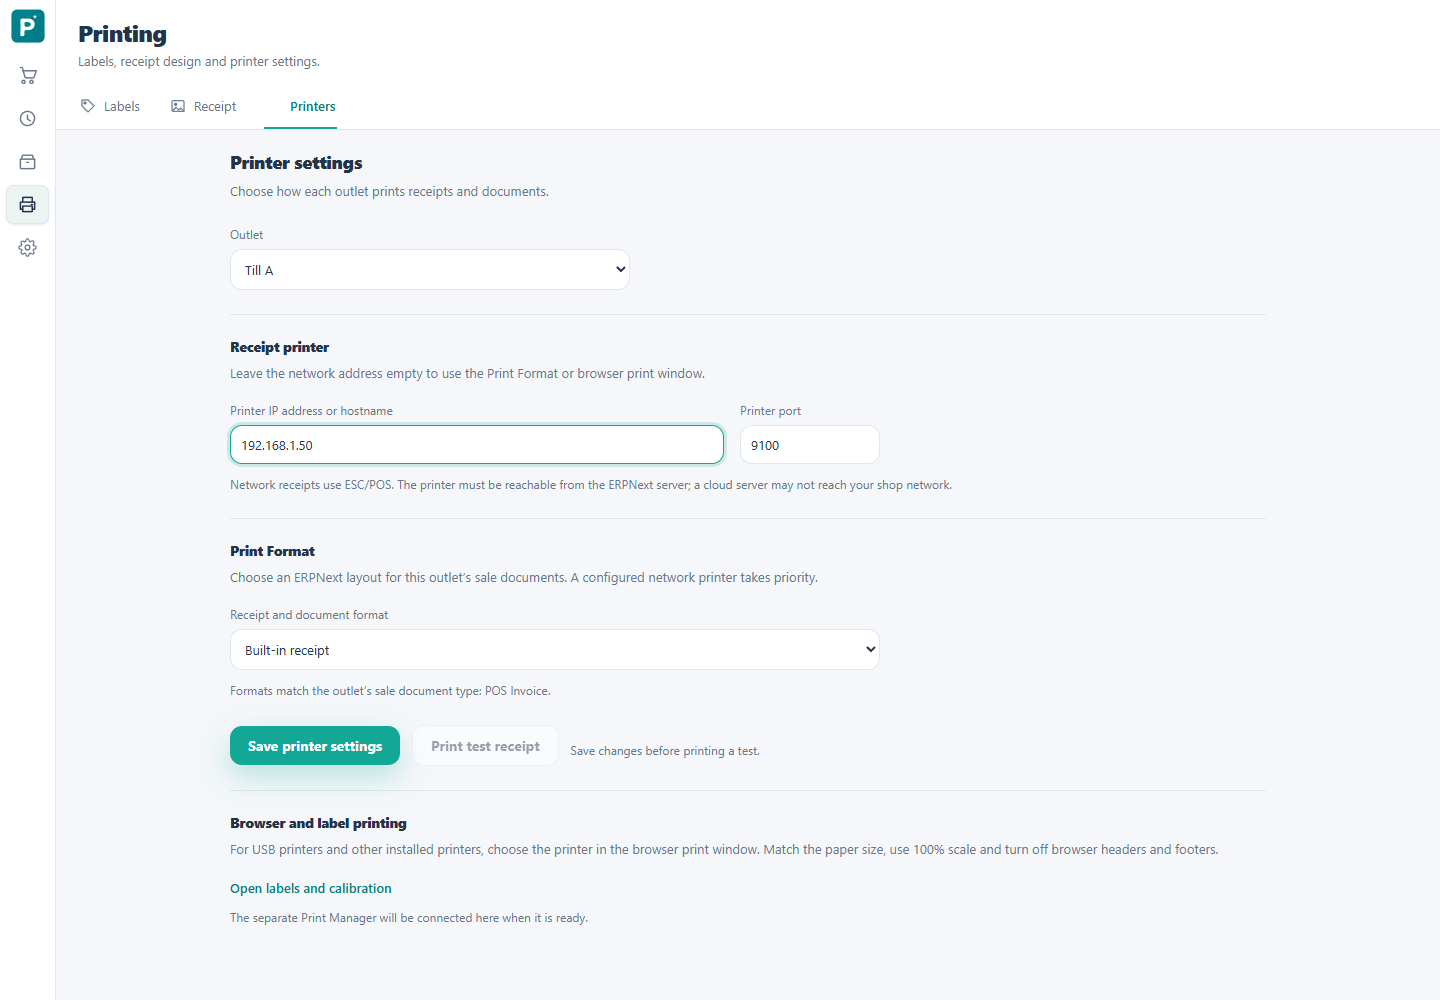 P
Printing
Labels, receipt design and printer settings.
Labels
Receipt
Printers
Printer settings
Choose how each outlet prints receipts and documents.
Outlet
Till A
Receipt printer
Leave the network address empty to use the Print Format or browser print window.
Printer IP address or hostname
Printer port
192.168.1.50
9100
Network receipts use ESC/POS. The printer must be reachable from the ERPNext server; a cloud server may not reach your shop network.
Print Format
Choose an ERPNext layout for this outlet's sale documents. A configured network printer takes priority.
Receipt and document format
Built-in receipt
Formats match the outlet's sale document type: POS Invoice.
Save printer settings
Print test receipt
Save changes before printing a test.
Browser and label printing
For USB printers and other installed printers, choose the printer in the browser print window. Match the paper size, use 100% scale and turn off browser headers and footers.
Open labels and calibration
The separate Print Manager will be connected here when it is ready.